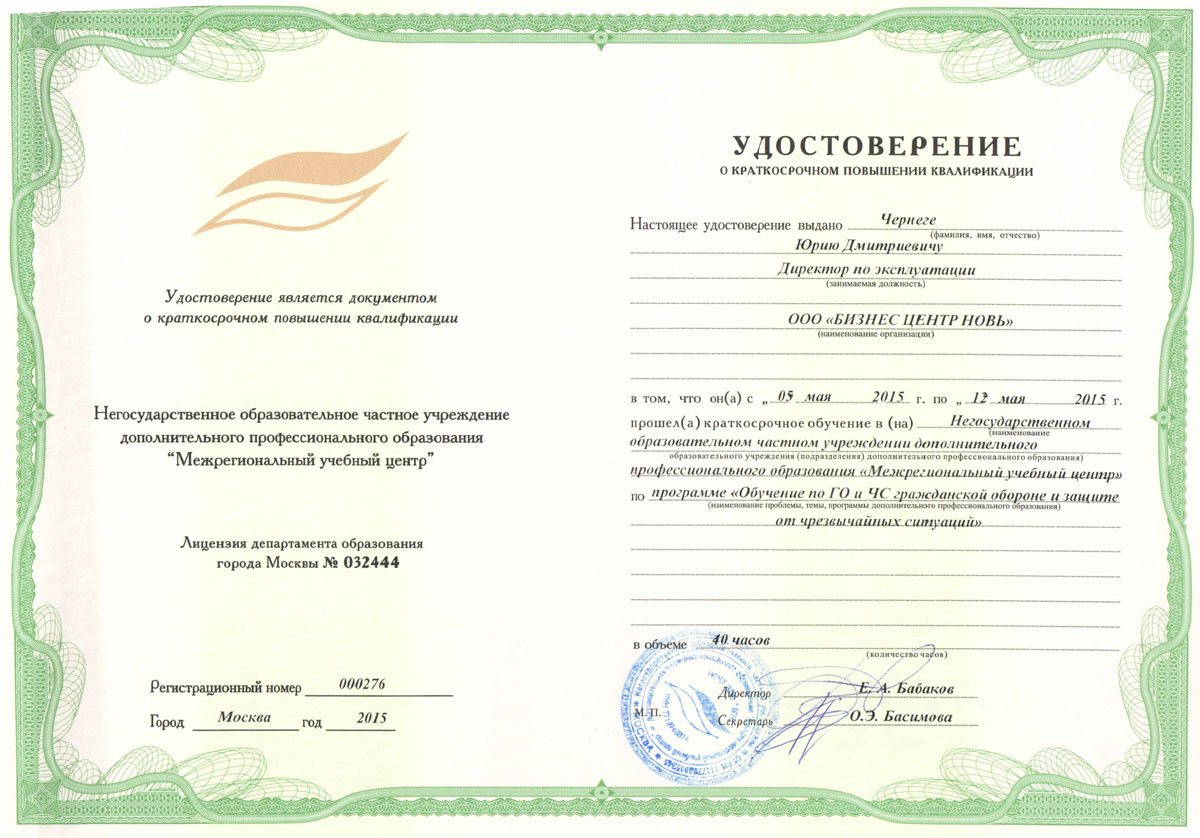 Удостоверение является документом
о краткосрочном повышении квалификации
Негосударственное образовательное частное учреждение
дополнительного профессионального образования
“Межрегиональный учебный центр”
Лицензия департамента образования
города Москвы № 032444
Регистрационный номер 000276
Город Москва год 2015
УДОСТОВЕРЕНИЕ
О КРАТКОСРОЧНОМ ПОВЫШЕНИИ КВАЛИФИКАЦИИ
Настоящее удостоверение выдано Чернеге
(фамилия, имя, отчество)
Юрию Дмитриевичу
Директор по эксплуатации
(занимаемая должность)
ООО «БИЗНЕС ЦЕНТР НОВЬ»
(наименование организации)
в том, что он(а) с „ 05 мая 2015 г. по „ 12 мая 2015 г.
прошел(а) краткосрочное обучение в (на) Негосударственном
(наименование
образовательном частном учреждении дополнительного
образовательного учреждения (подразделения) дополнительного профессионального образования)
профессионального образования «Межрегиональный учебный центр»
по программе «Обучение по ГО и ЧС гражданской обороне и защите
(наименование проблемы, темы, программы дополнительного профессионального образования)
от чрезвычайных ситуаций»
в объеме 40 часов
(количество часов)
Директор Е. А. Бабаков
М. П.
Секретарь О.Э. Басимова
МОСКВА